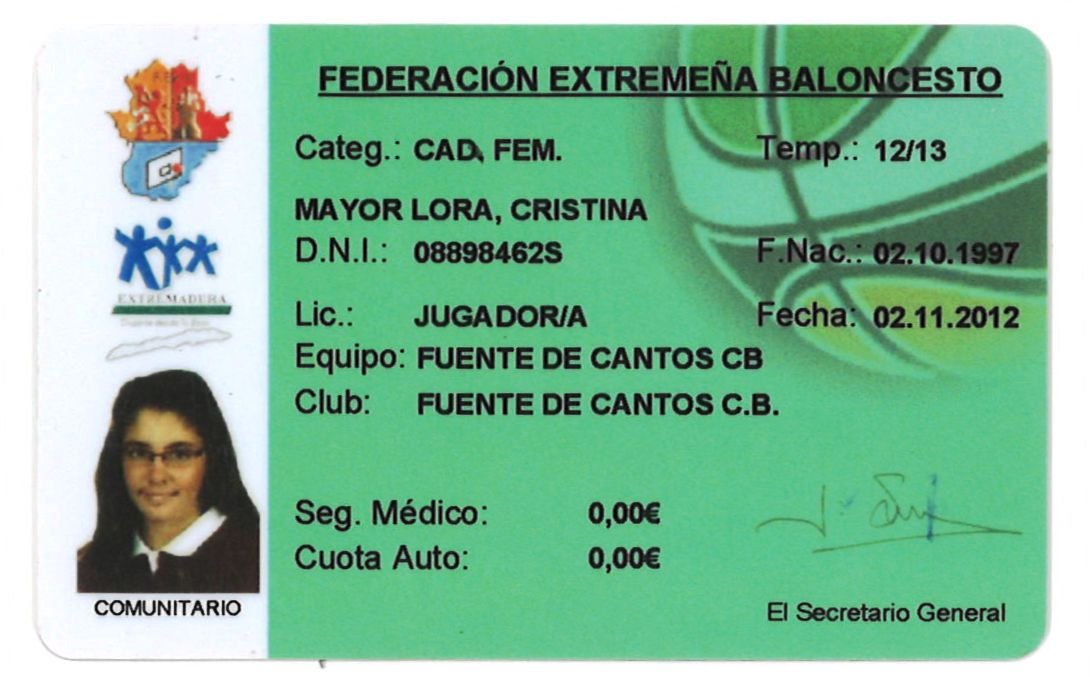 FEDERACIÓN EXTREMEÑA BALONCESTO
Categ.: CAD. FEM. Temp.: 12/13
MAYOR LORA, CRISTINA
D.N.I.: 08898462S F.Nac.: 02.10.1997
Lic.: JUGADOR/A Fecha: 02.11.2012
Equipo: FUENTE DE CANTOS CB
Club: FUENTE DE CANTOS C.B.
Seg. Médico: 0,00€
Cuota Auto: 0,00€
El Secretario General
EXTREMADURA
COMUNITARIO